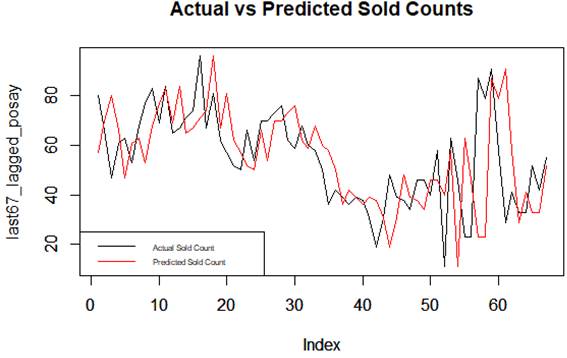 Actual vs Predicted Sold Counts
last67_lagged_posay
80
60
40
20
Actual Sold Count
Predicted Sold Count
0 10 20 30 40 50 60
Index